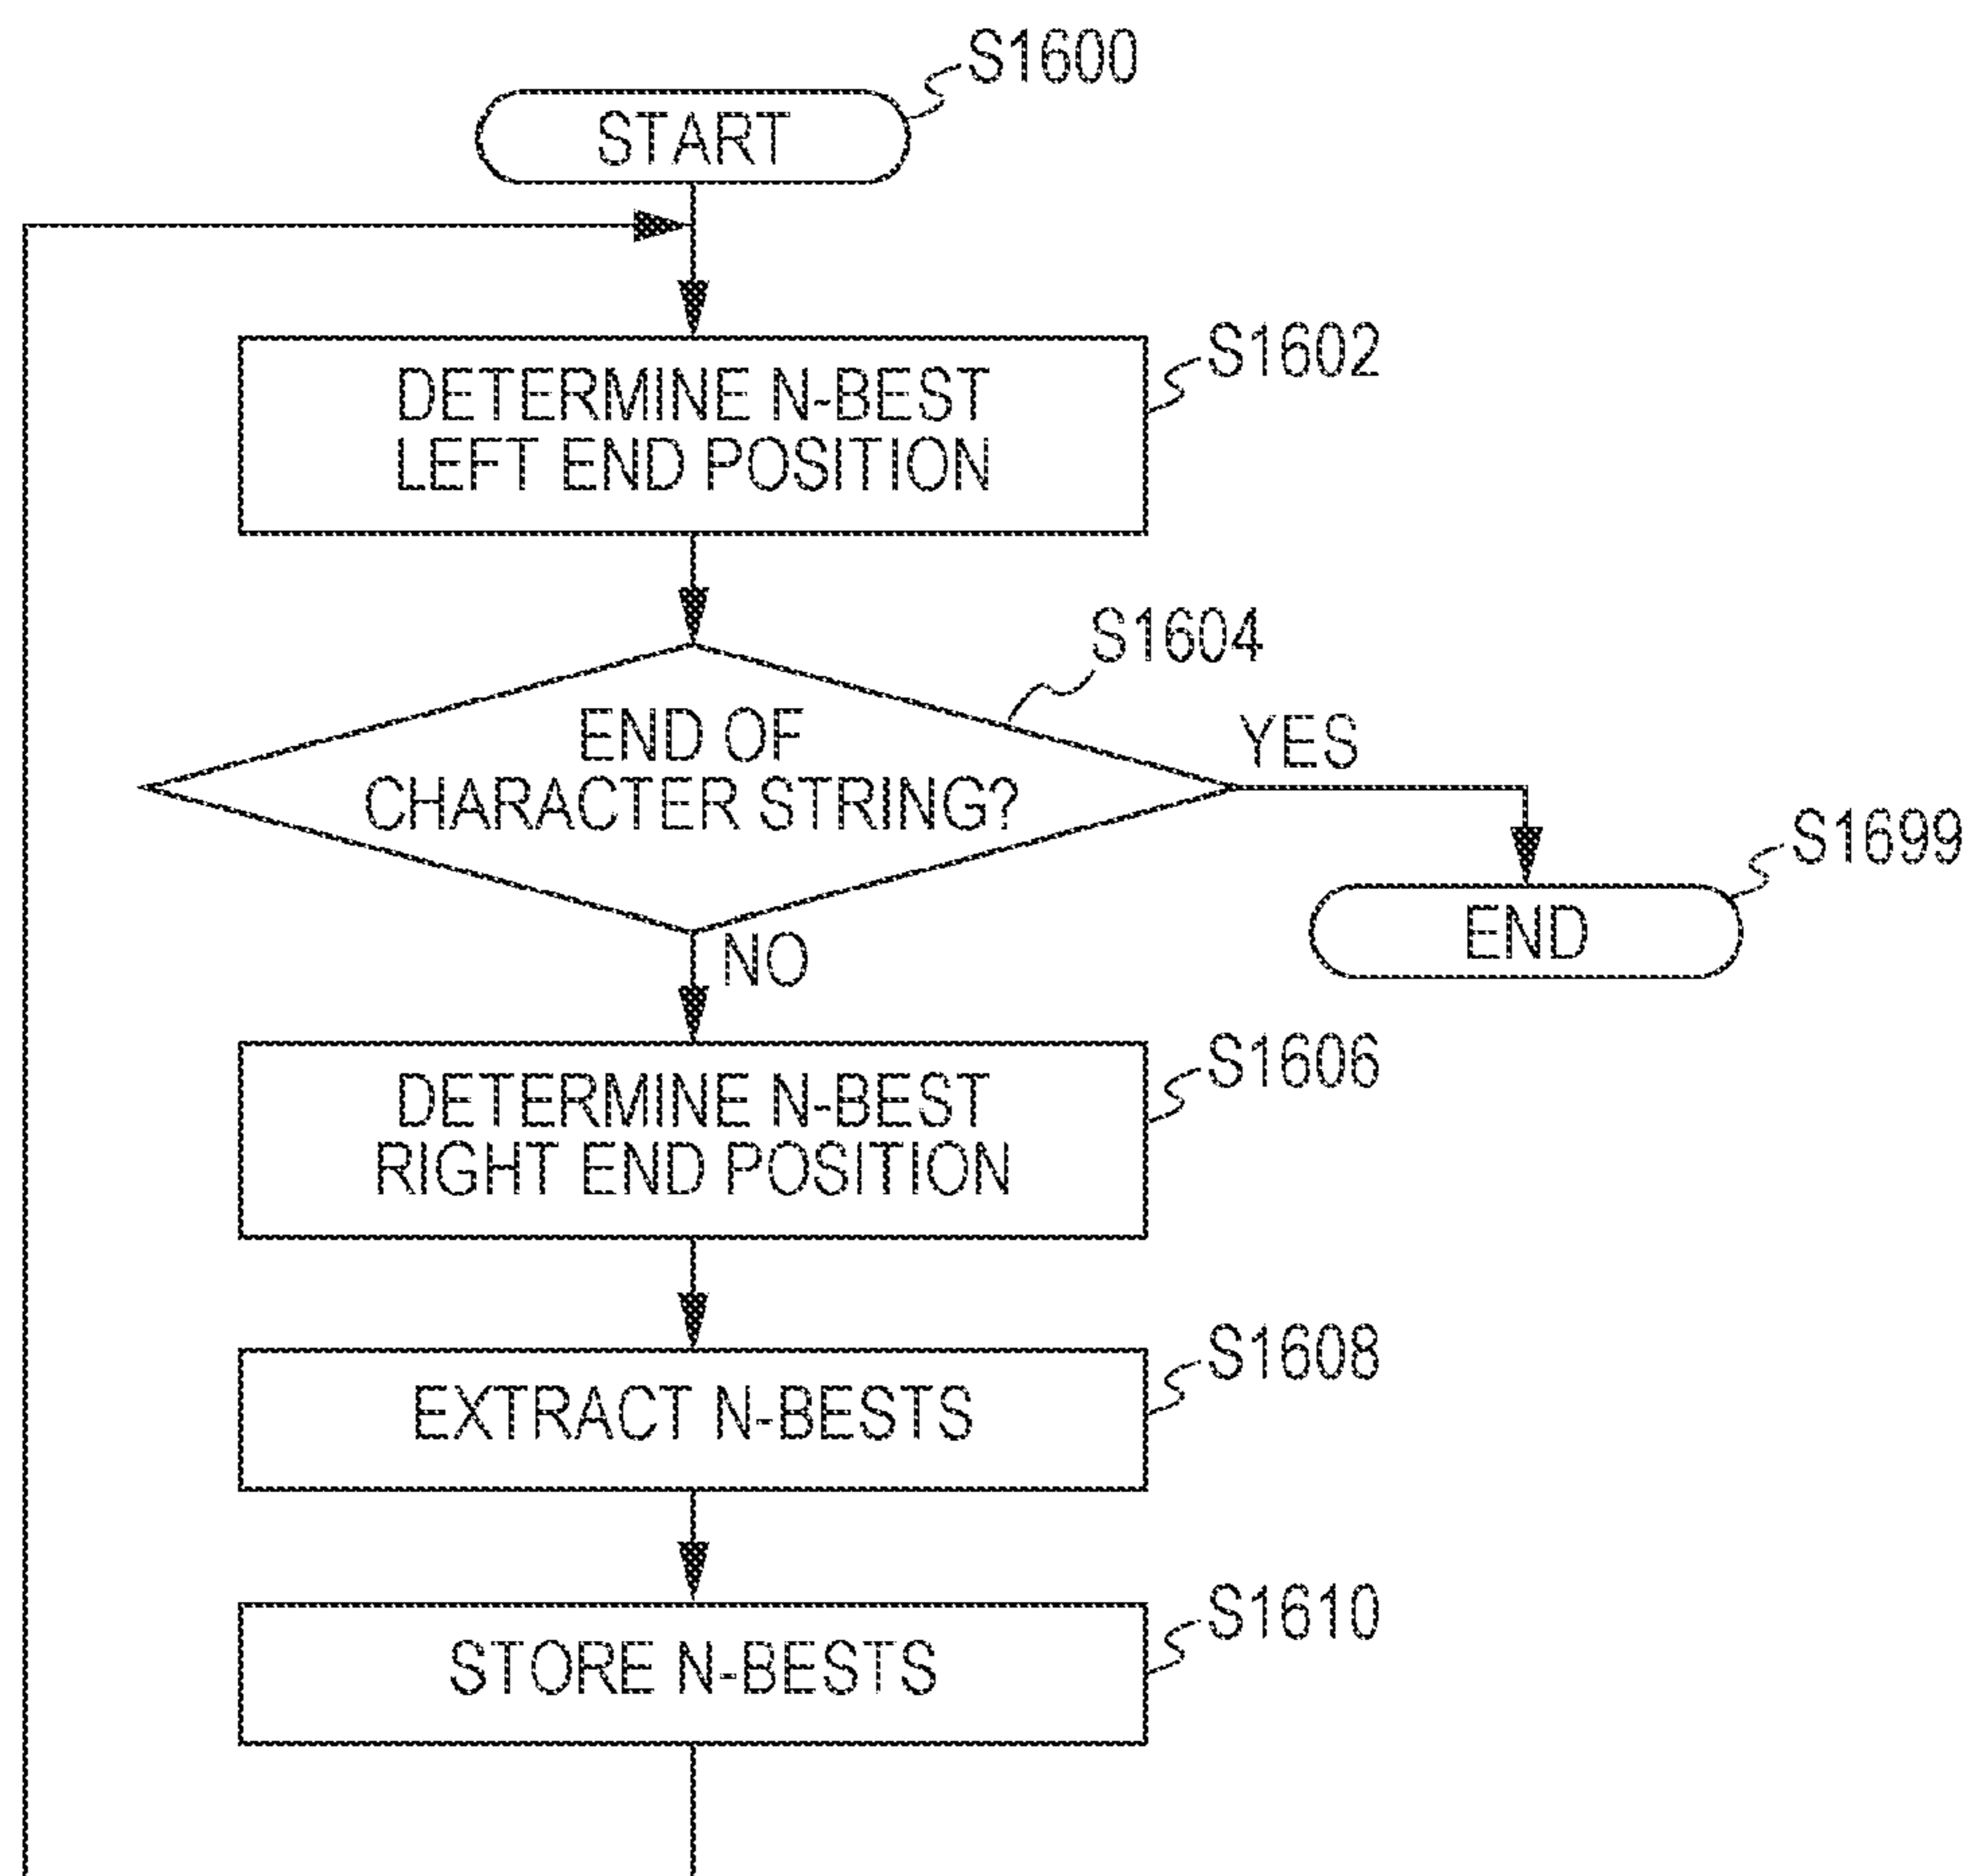 S1600
START
S1602
DETERMINE N-BEST
LEFT END POSITION
S1604
END OF
CHARACTER STRING?
YES
S1699
END
NO
S1606
DETERMINE N-BEST
RIGHT END POSITION
S1608
EXTRACT N-BESTS
S1610
STORE N-BESTS